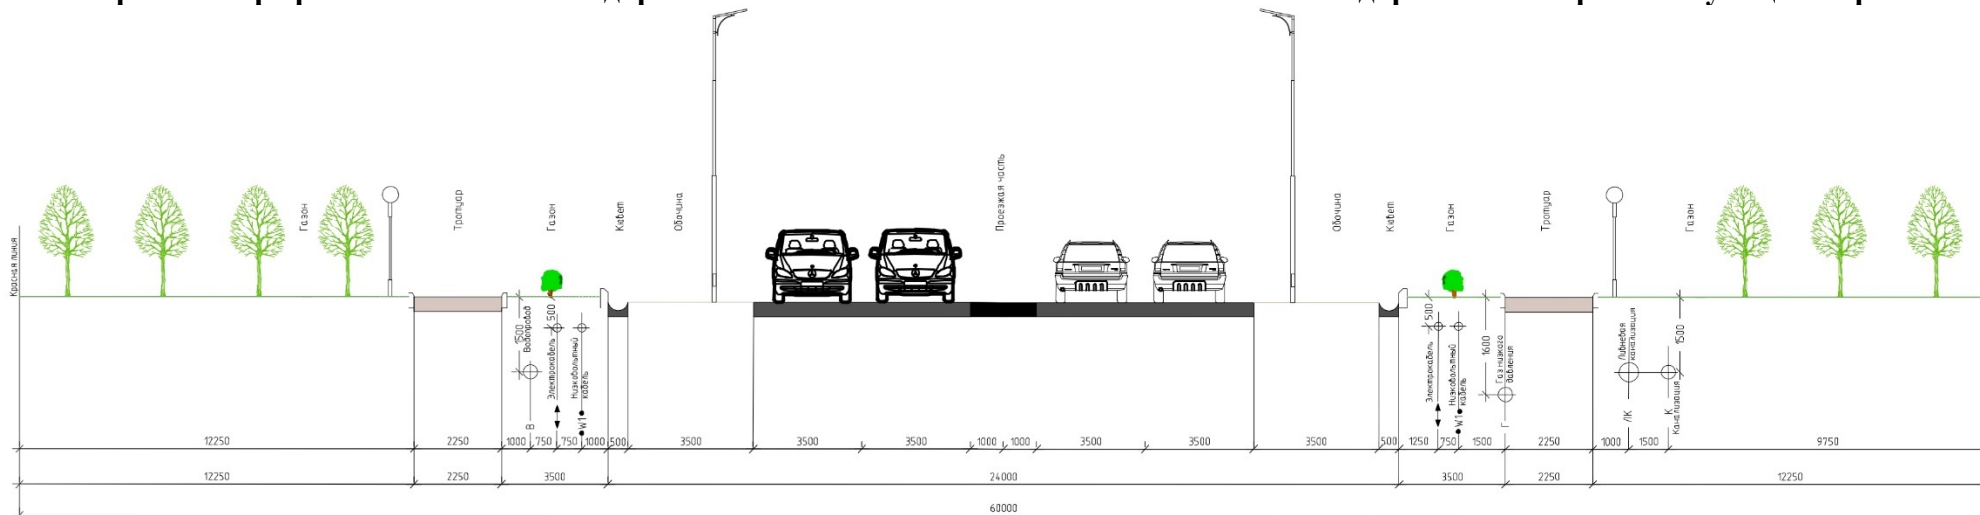 Красная линия
Газон
Тротуар
Газон
Кювет
Обочина
Проезжая часть
Обочина
Кювет
Газон
Тротуар
Газон
1500
Водопровод
500
Электрокабель
Низковольтный
кабель
В
W1
500
Электрокабель
Низковольтный
кабель
W1
1600
Газ низкого
давления
Г
Ливневая
канализация
ЛК
К
Канализация
1500
12250 2250 1000 750 750 1000 500 3500 3500 3500 1000 1000 3500 3500 3500 500 1250 750 1500 2250 1000 1500 9750
12250 2250 3500 24000 3500 2250 12250
60000